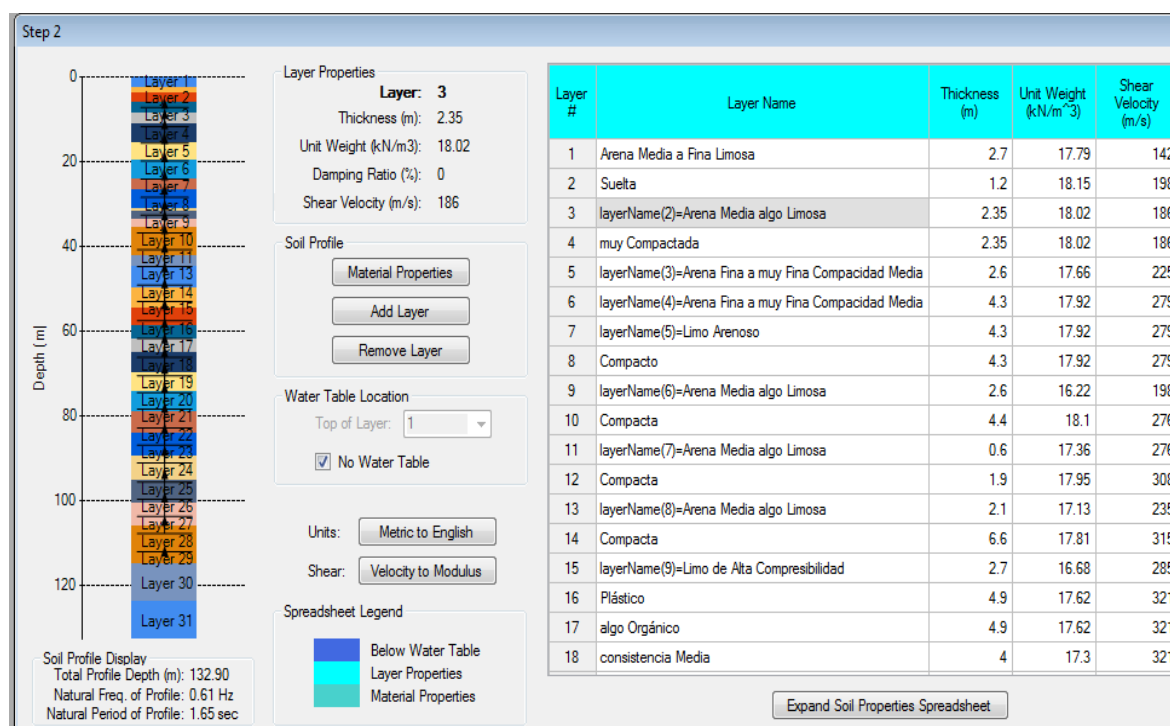 Step 2
0
20
40
60
80
100
120
Depth (m)
Layer 1
Layer 2
Layer 3
Layer 4
Layer 5
Layer 6
Layer 7
Layer 8
Layer 9
Layer 10
Layer 11
Layer 13
Layer 14
Layer 15
Layer 16
Layer 17
Layer 18
Layer 19
Layer 20
Layer 21
Layer 22
Layer 23
Layer 24
Layer 25
Layer 26
Layer 27
Layer 28
Layer 29
Layer 30
Layer 31
Soil Profile Display
Total Profile Depth (m): 132.90
Natural Freq. of Profile: 0.61 Hz
Natural Period of Profile: 1.65 sec
Layer Properties
Layer: 3
Thickness (m): 2.35
Unit Weight (kN/m3): 18.02
Damping Ratio (%): 0
Shear Velocity (m/s): 186
Soil Profile
Material Properties
Add Layer
Remove Layer
Water Table Location
Top of Layer: 1
No Water Table
Units: Metric to English
Shear: Velocity to Modulus
Spreadsheet Legend
Below Water Table
Layer Properties
Material Properties
Layer # Layer Name Thickness (m) Unit Weight (kN/m^3) Shear Velocity (m/s)
1 Arena Media a Fina Limosa 2.7 17.79 142
2 Suelta 1.2 18.15 198
3 layerName(2)=Arena Media algo Limosa 2.35 18.02 186
4 muy Compactada 2.35 18.02 186
5 layerName(3)=Arena Fina a muy Fina Compacidad Media 2.6 17.66 225
6 layerName(4)=Arena Fina a muy Fina Compacidad Media 4.3 17.92 279
7 layerName(5)=Limo Arenoso 4.3 17.92 279
8 Compacto 4.3 17.92 279
9 layerName(6)=Arena Media algo Limosa 2.6 16.22 198
10 Compacta 4.4 18.1 276
11 layerName(7)=Arena Media algo Limosa 0.6 17.36 276
12 Compacta 1.9 17.95 308
13 layerName(8)=Arena Media algo Limosa 2.1 17.13 235
14 Compacta 6.6 17.81 315
15 layerName(9)=Limo de Alta Compresibilidad 2.7 16.68 285
16 Plástico 4.9 17.62 321
17 algo Orgánico 4.9 17.62 321
18 consistencia Media 4 17.3 321
Expand Soil Properties Spreadsheet